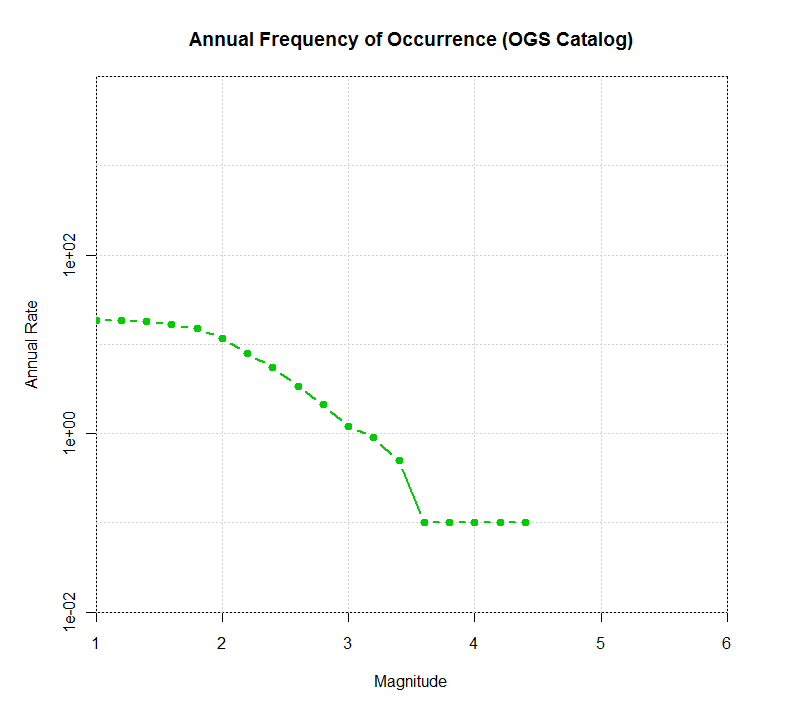 Annual Frequency of Occurrence (OGS Catalog)
Annual Rate
1e+02
1e+00
1e-02
1 2 3 4 5 6
Magnitude